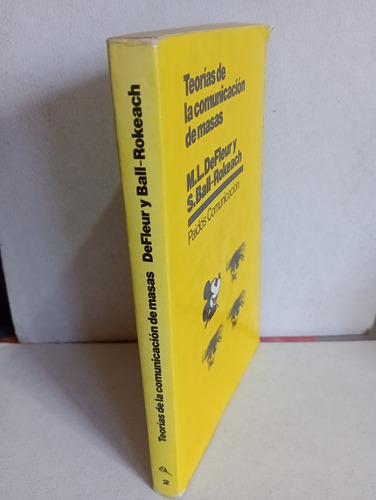 Teorías de
la comunicación
de masas
M.L. DeFleur y
S. Ball-Rokeach
Paidós Comunicación
Teorías de la comunicación de masas DeFleur y Ball-Rokeach